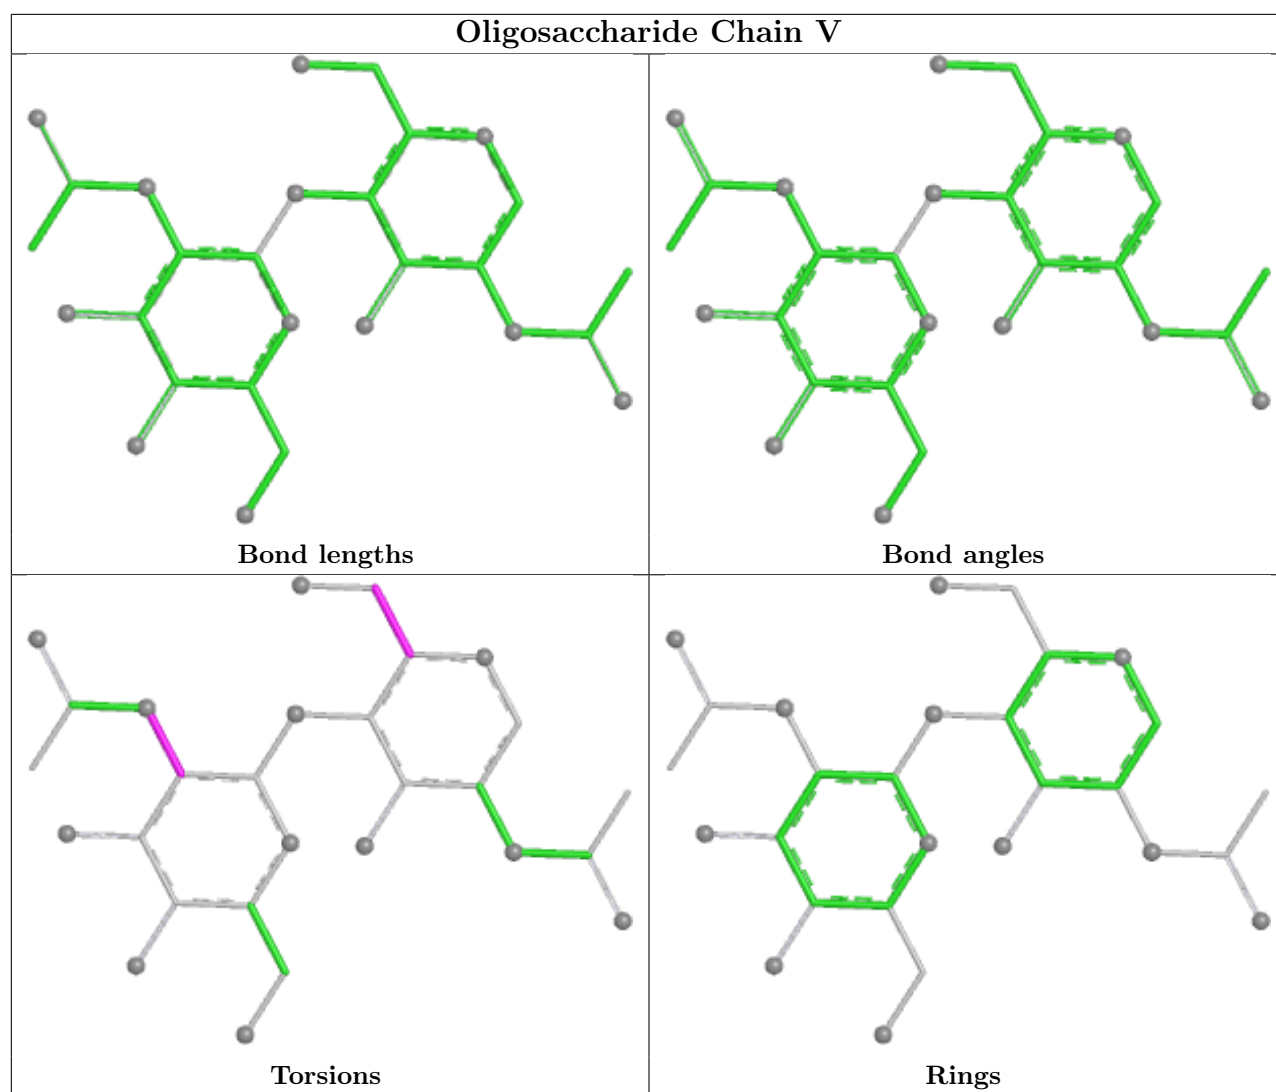 Oligosaccharide Chain V
Bond lengths
Bond angles
Torsions
Rings